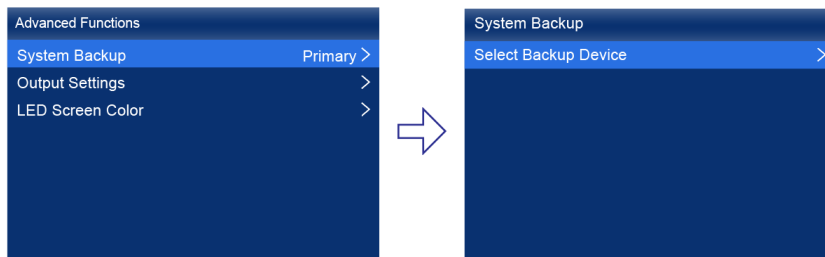 Advanced Functions
System Backup Primary >
Output Settings >
LED Screen Color >
System Backup
Select Backup Device >